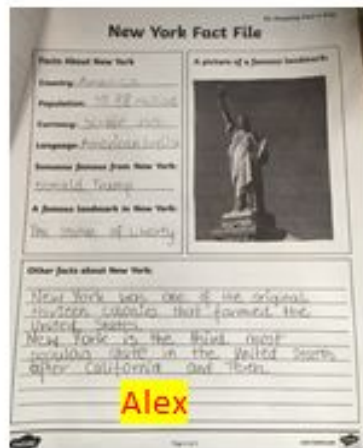 New York Fact File
Facts About New York
Country: America
Population:
Currency:
Language: American English
Someone famous from New York:
Donald Trump
A famous landmark in New York:
The Statue of Liberty
A picture of a famous landmark:
Other facts about New York:
New York was one of the original
thirteen colonies that formed the
United States.
New York is the third most
populous state in the United States
after California and
Alex